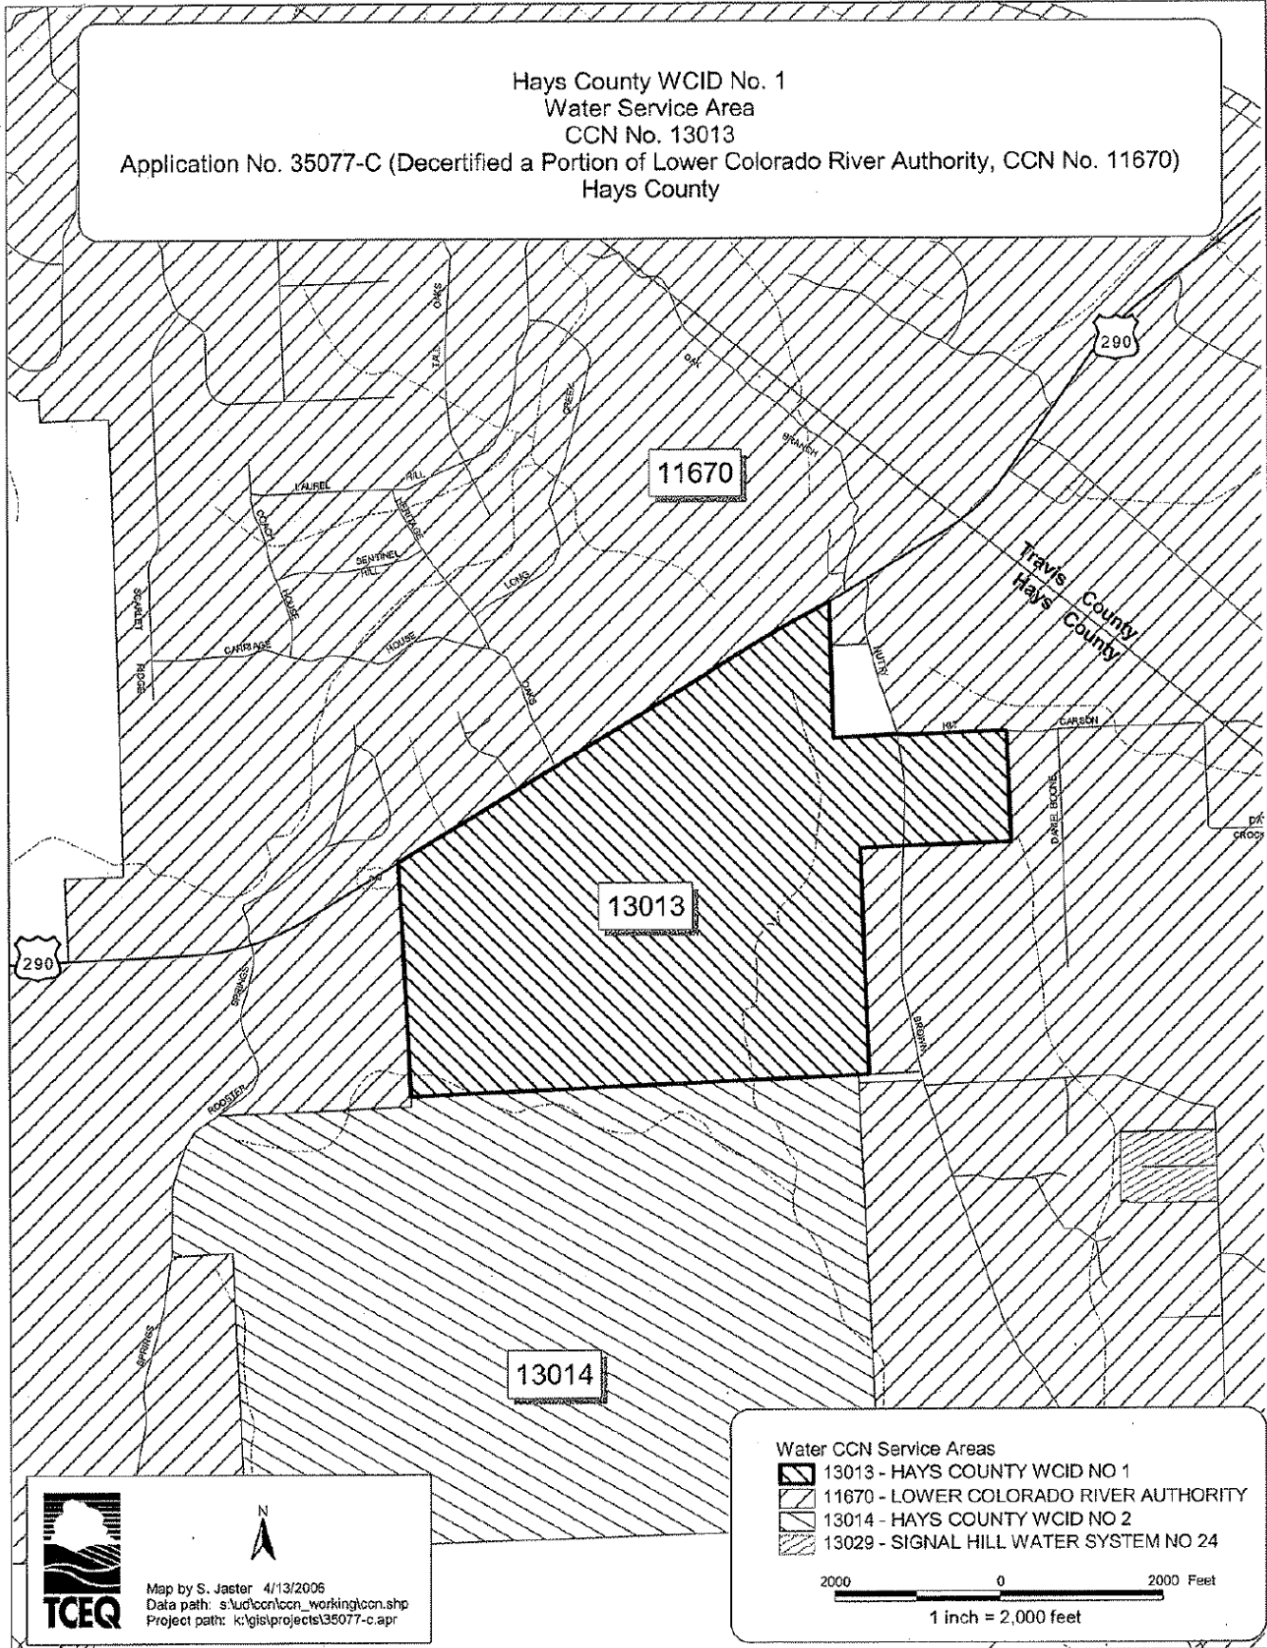 Hays County WCID No. 1
Water Service Area
CCN No. 13013
Application No. 35077-C (Decertified a Portion of Lower Colorado River Authority, CCN No. 11670)
Hays County
OAKS
TALL
290
OAK
CREEK
BRANCH
11670
HILL
LAUREL
COACH
HERITAGE
SENTINEL
HILL
LONG
Travis County
Hays County
SCARLET
HOUSE
CARRIAGE
HOUSE
NUTRY
RIDGE
OAKS
HIT
CARSON
DANIEL BOONE
13013
290
SPRINGS
BROWN
ROOSTER
SPRINGS
13014
Water CCN Service Areas
13013 - HAYS COUNTY WCID NO 1
11670 - LOWER COLORADO RIVER AUTHORITY
13014 - HAYS COUNTY WCID NO 2
13029 - SIGNAL HILL WATER SYSTEM NO 24
2000 0 2000 Feet
1 inch = 2,000 feet
N
TCEQ
Map by S. Jaster 4/13/2006
Data path: s:\ud\ccn\ccn_working\ccn.shp
Project path: k:\gis\projects\35077-c.apr